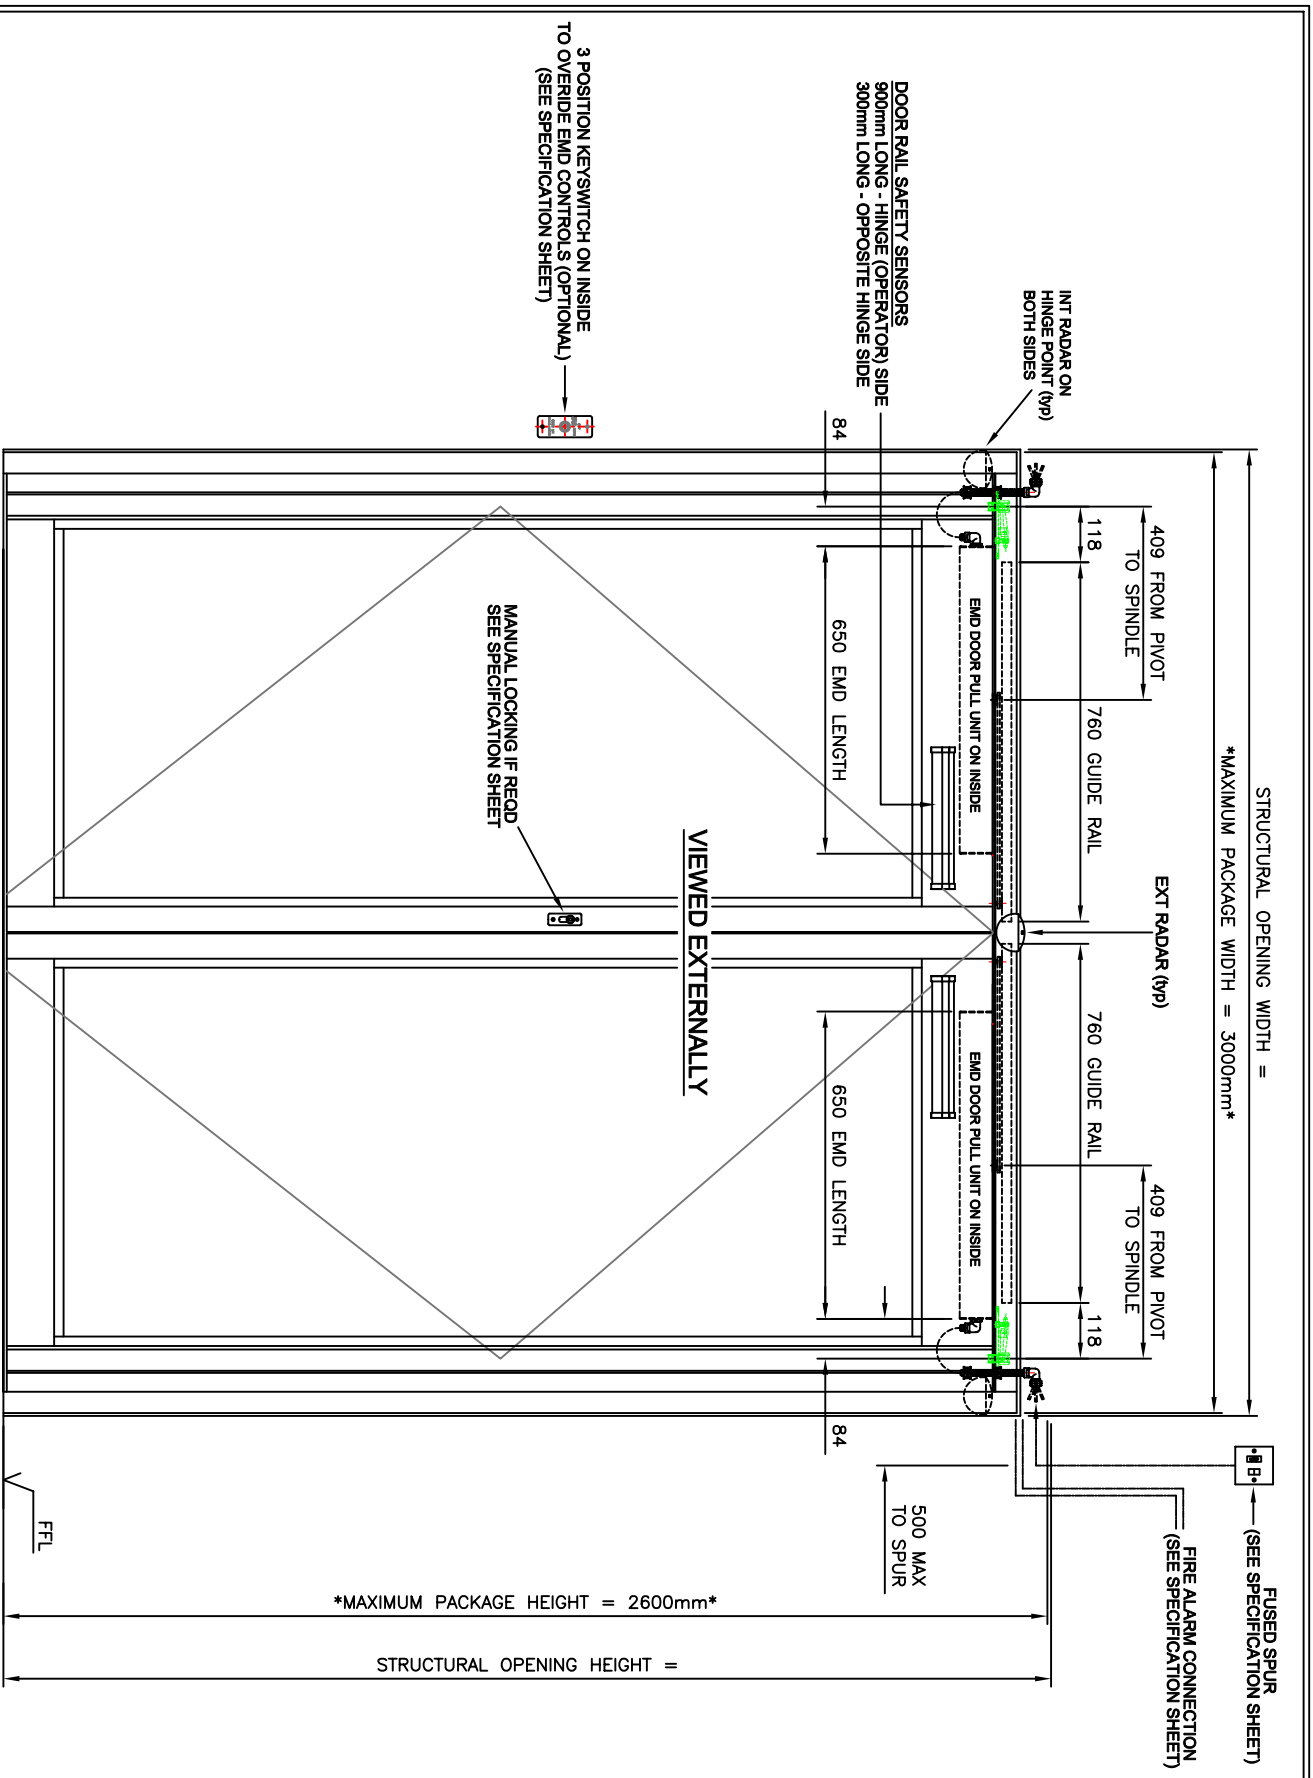 STRUCTURAL OPENING WIDTH =
*MAXIMUM PACKAGE WIDTH = 3000mm*
409 FROM PIVOT
TO SPINDLE
EXT RADAR (typ)
409 FROM PIVOT
TO SPINDLE
118
760 GUIDE RAIL
760 GUIDE RAIL
118
FUSED SPUR
(SEE SPECIFICATION SHEET)
FIRE ALARM CONNECTION
(SEE SPECIFICATION SHEET)
INT RADAR ON
HINGE POINT (typ)
BOTH SIDES
EMD DOOR PULL UNIT ON INSIDE
EMD DOOR PULL UNIT ON INSIDE
DOOR RAIL SAFETY SENSORS
900mm LONG - HINGE (OPERATOR) SIDE
300mm LONG - OPPOSITE HINGE SIDE
84
650 EMD LENGTH
650 EMD LENGTH
84
500 MAX
TO SPUR
VIEWED EXTERNALLY
3 POSITION KEYSWITCH ON INSIDE
TO OVERIDE EMD CONTROLS (OPTIONAL)
(SEE SPECIFICATION SHEET)
MANUAL LOCKING IF REQD
SEE SPECIFICATION SHEET
*MAXIMUM PACKAGE HEIGHT = 2600mm*
STRUCTURAL OPENING HEIGHT =
FFL